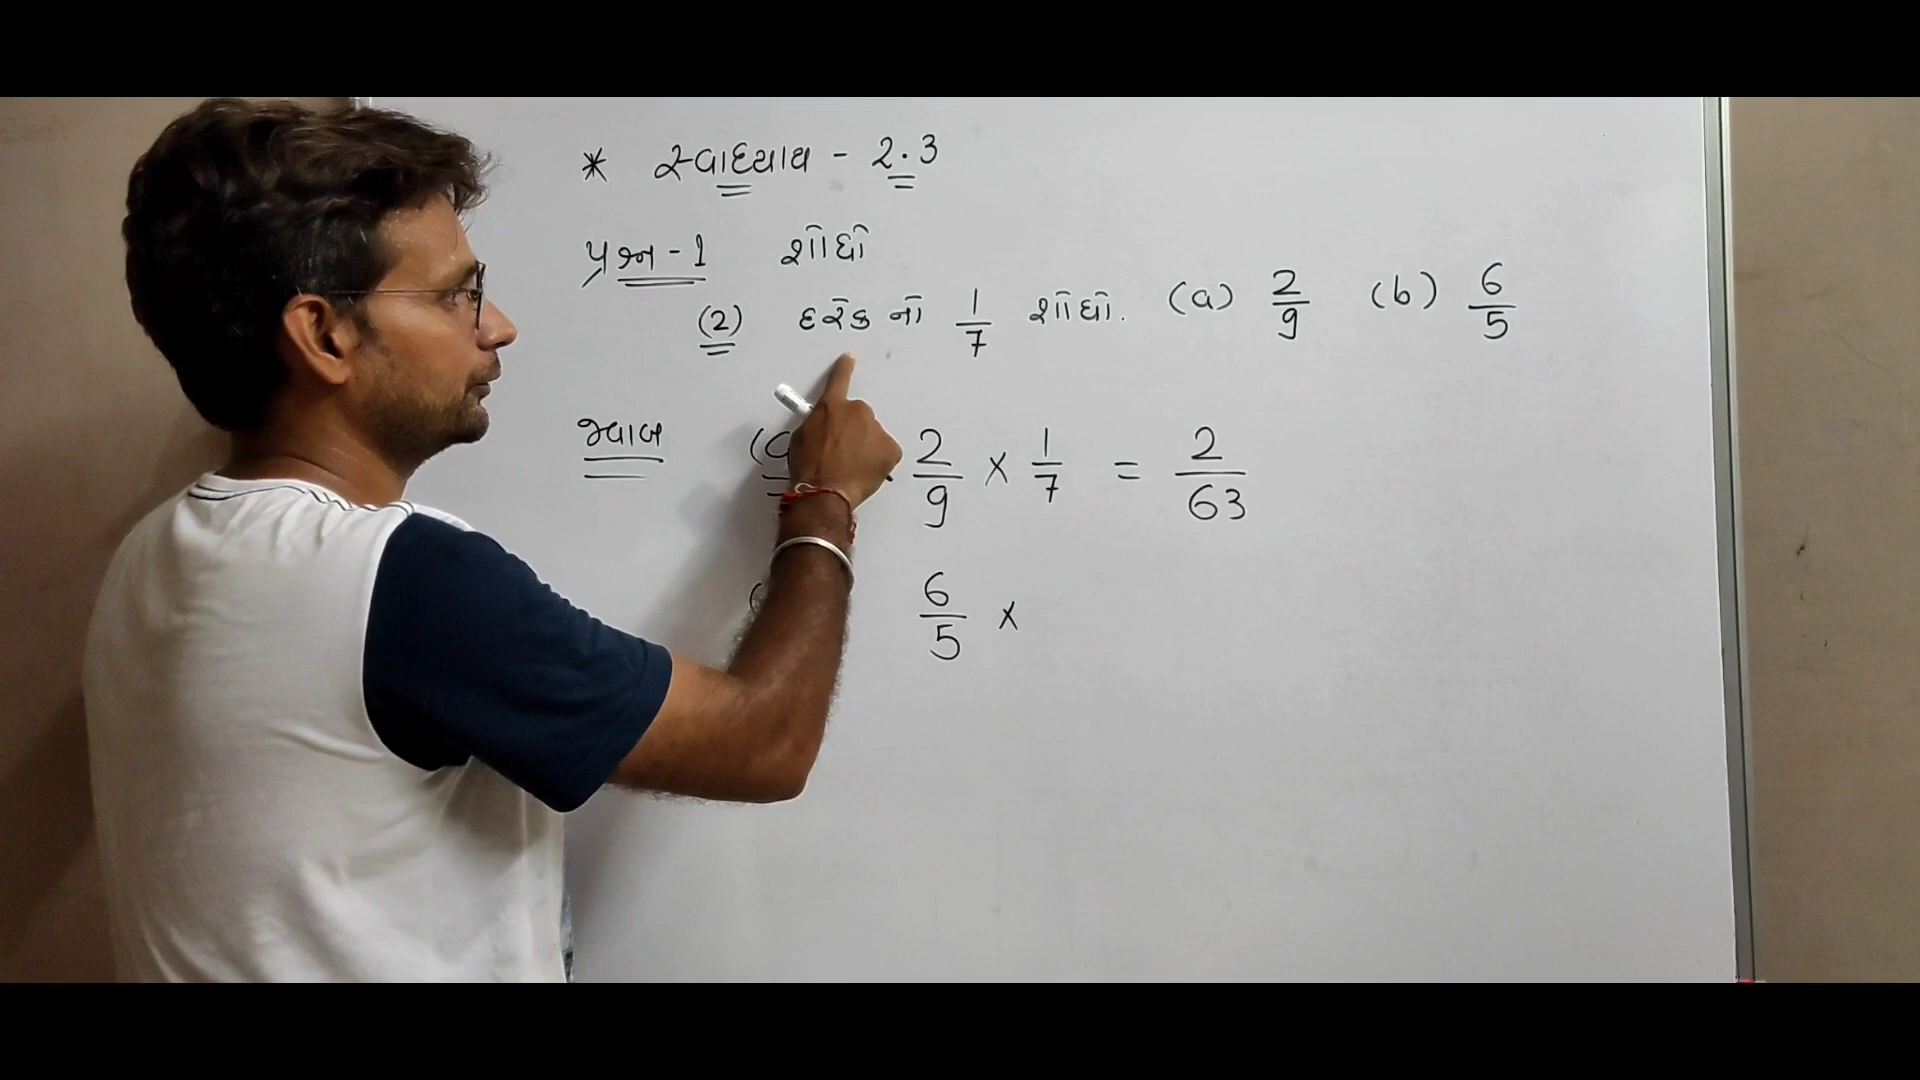 * સ્વાધ્યાય - 2.3
પ્રશ્ન - 1 શોધો
(2) દરેક નો 1/7 શોધો. (a) 2/9 (b) 6/5
જવાબ (a 2/9 × 1/7 = 2/63
6/5 ×